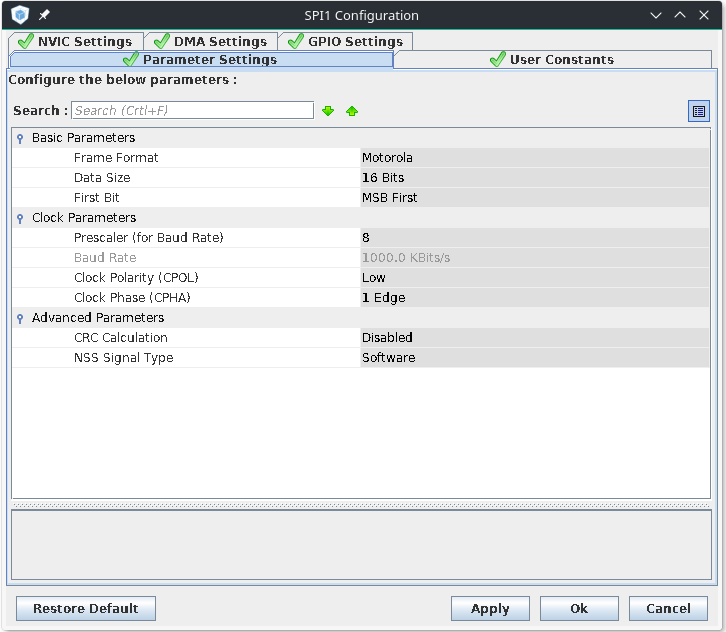 SPI1 Configuration
NVIC Settings DMA Settings GPIO Settings
Parameter Settings User Constants
Configure the below parameters :
Search : Search (Crtl+F)
Basic Parameters
Frame Format Motorola
Data Size 16 Bits
First Bit MSB First
Clock Parameters
Prescaler (for Baud Rate) 8
Baud Rate 1000.0 KBits/s
Clock Polarity (CPOL) Low
Clock Phase (CPHA) 1 Edge
Advanced Parameters
CRC Calculation Disabled
NSS Signal Type Software
Restore Default Apply Ok Cancel